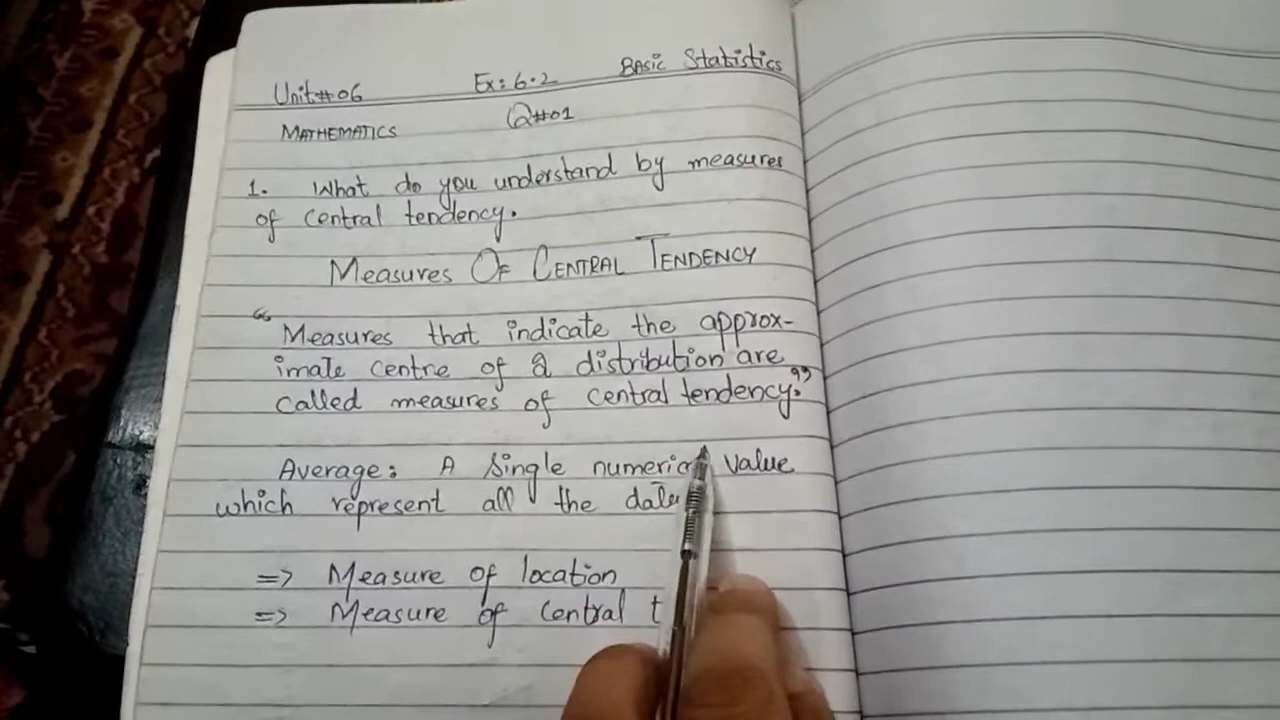 Unit#06 Ex: 6.2 Basic Statistics
MATHEMATICS Q#01
1. What do you understand by measures
of central tendency.
Measures OF CENTRAL TENDENCY
“Measures that indicate the approx-
imate centre of a distribution are
called measures of central tendency.”
Average: A single numeric value
which represent all the data
=> Measure of location
=> Measure of central t